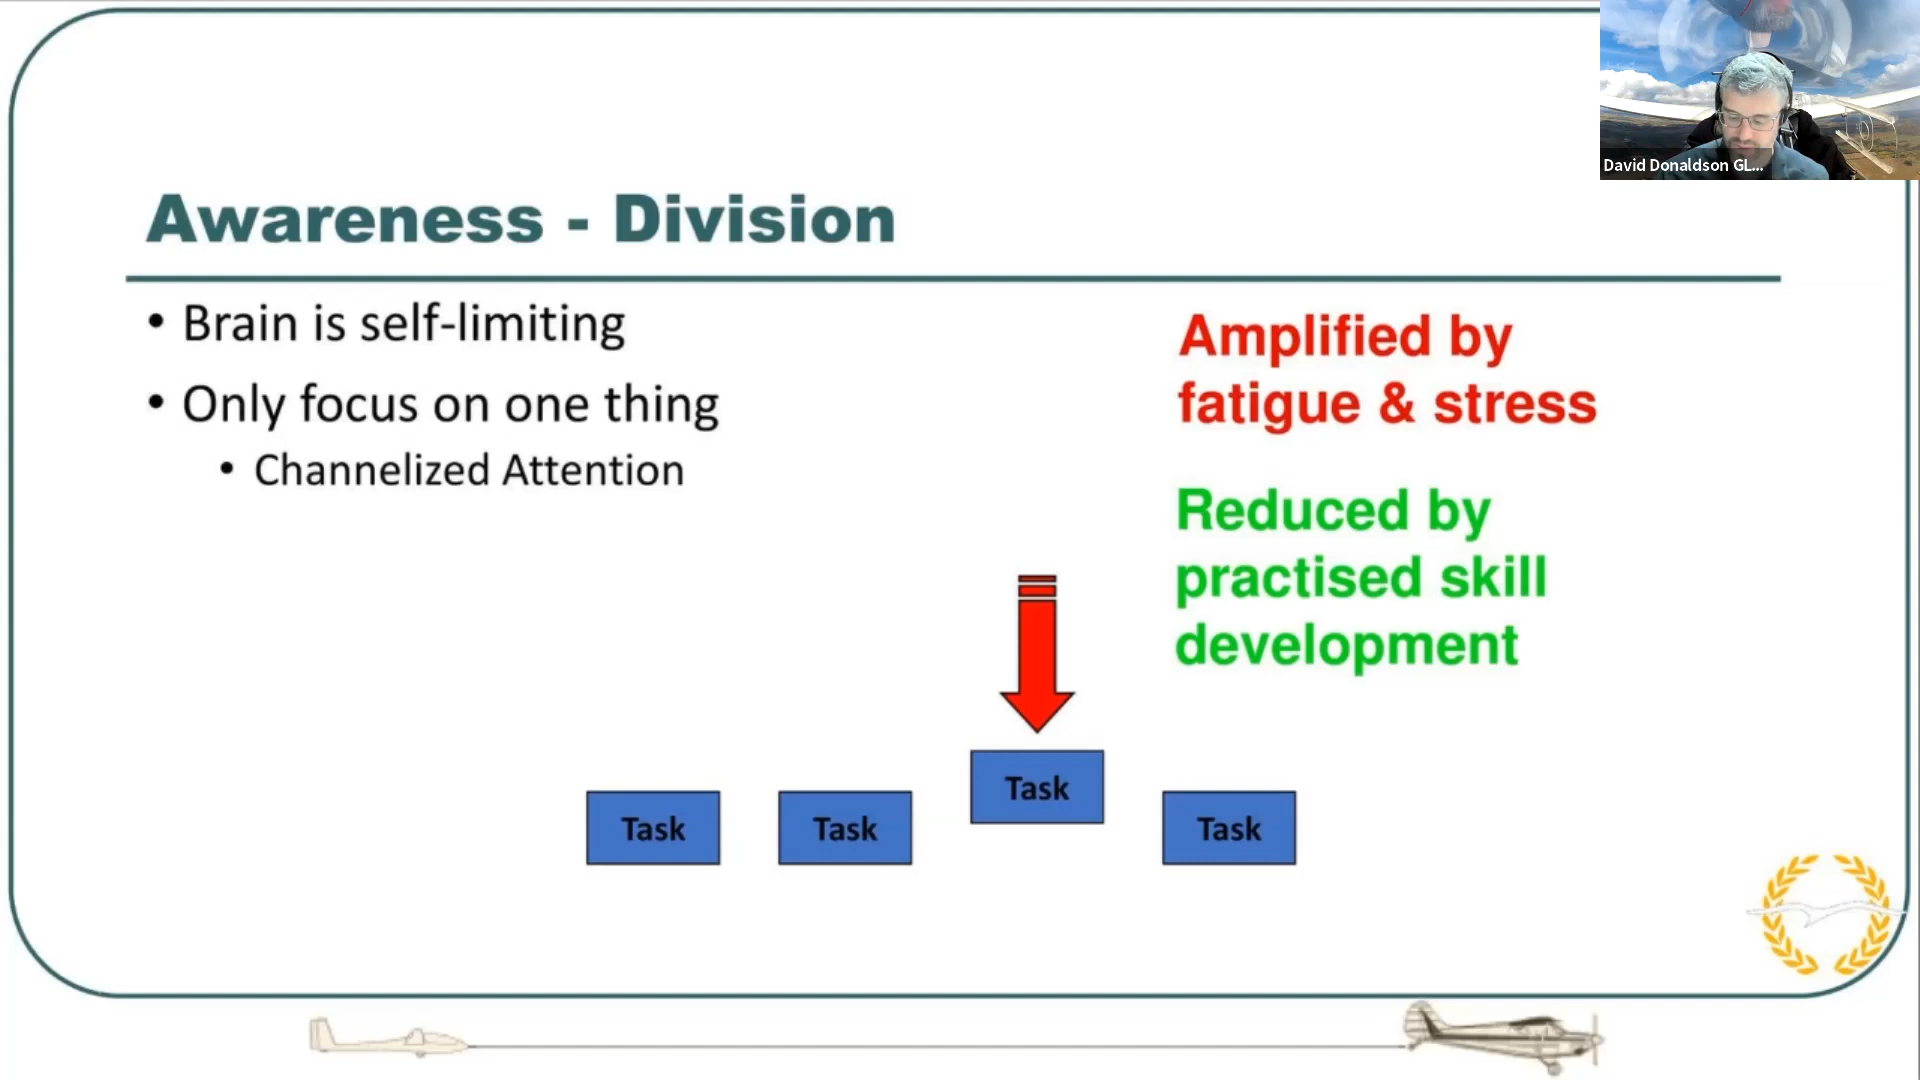 David Donaldson GL...
Awareness - Division
• Brain is self-limiting
• Only focus on one thing
• Channelized Attention
Amplified by
fatigue & stress
Reduced by
practised skill
development
Task
Task
Task
Task